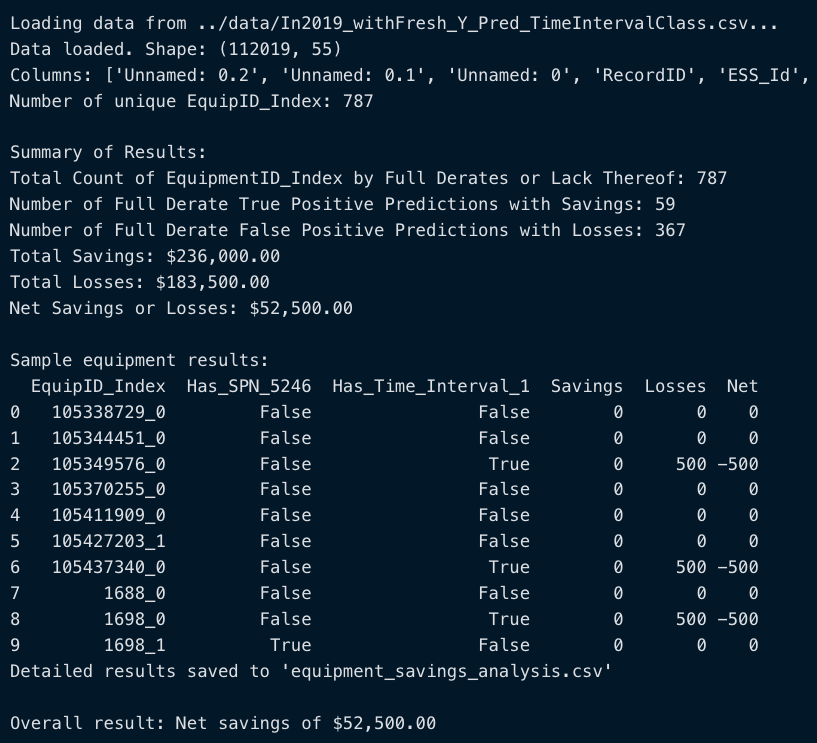 Loading data from ../data/In2019_withFresh_Y_Pred_TimeIntervalClass.csv...
Data loaded. Shape: (112019, 55)
Columns: ['Unnamed: 0.2', 'Unnamed: 0.1', 'Unnamed: 0', 'RecordID', 'ESS_Id',
Number of unique EquipID_Index: 787

Summary of Results:
Total Count of EquipmentID_Index by Full Derates or Lack Thereof: 787
Number of Full Derate True Positive Predictions with Savings: 59
Number of Full Derate False Positive Predictions with Losses: 367
Total Savings: $236,000.00
Total Losses: $183,500.00
Net Savings or Losses: $52,500.00

Sample equipment results:
  EquipID_Index  Has_SPN_5246  Has_Time_Interval_1  Savings  Losses  Net
0   105338729_0         False                False        0       0    0
1   105344451_0         False                False        0       0    0
2   105349576_0         False                 True        0     500 -500
3   105370255_0         False                False        0       0    0
4   105411909_0         False                False        0       0    0
5   105427203_1         False                False        0       0    0
6   105437340_0         False                 True        0     500 -500
7        1688_0         False                False        0       0    0
8        1698_0         False                 True        0     500 -500
9        1698_1          True                False        0       0    0
Detailed results saved to 'equipment_savings_analysis.csv'

Overall result: Net savings of $52,500.00